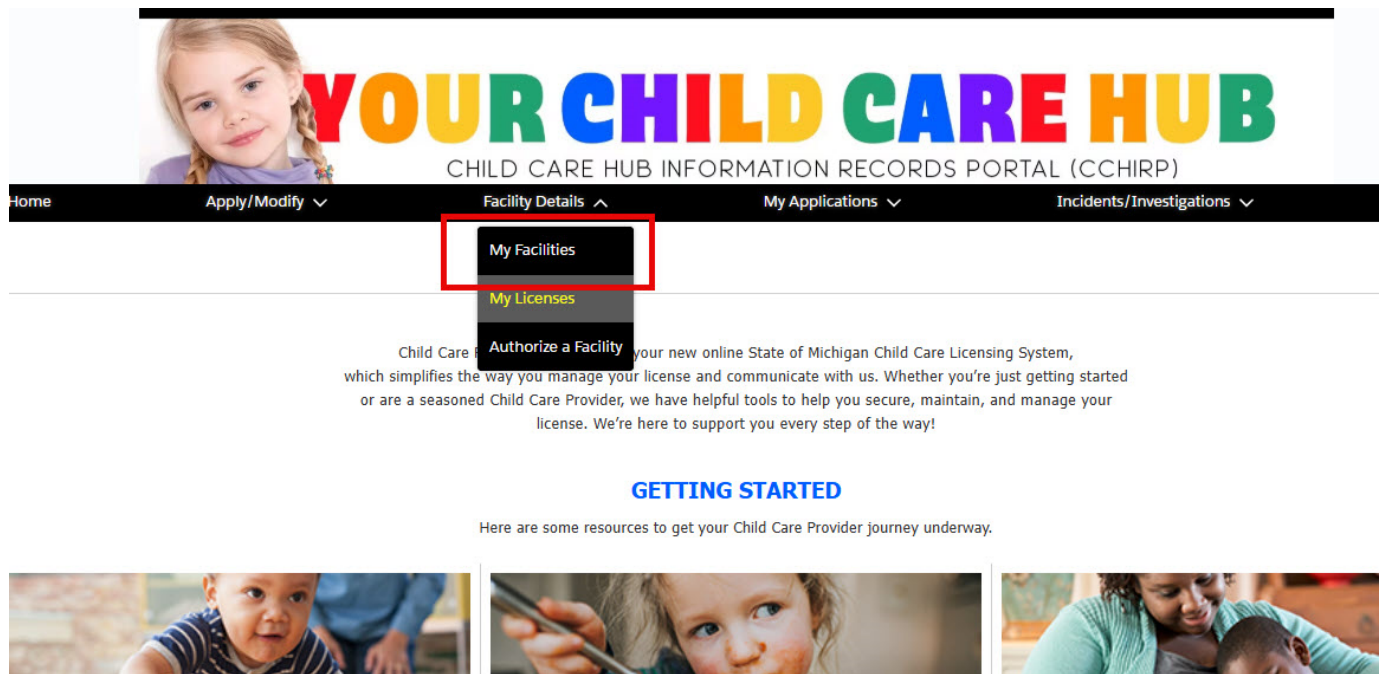 YOUR CHILD CARE HUB
CHILD CARE HUB INFORMATION RECORDS PORTAL (CCHIRP)
Home Apply/Modify Facility Details My Applications Incidents/Investigations
My Facilities
My Licenses
Authorize a Facility
Child Care your new online State of Michigan Child Care Licensing System,
which simplifies the way you manage your license and communicate with us. Whether you're just getting started
or are a seasoned Child Care Provider, we have helpful tools to help you secure, maintain, and manage your
license. We're here to support you every step of the way!
GETTING STARTED
Here are some resources to get your Child Care Provider journey underway.